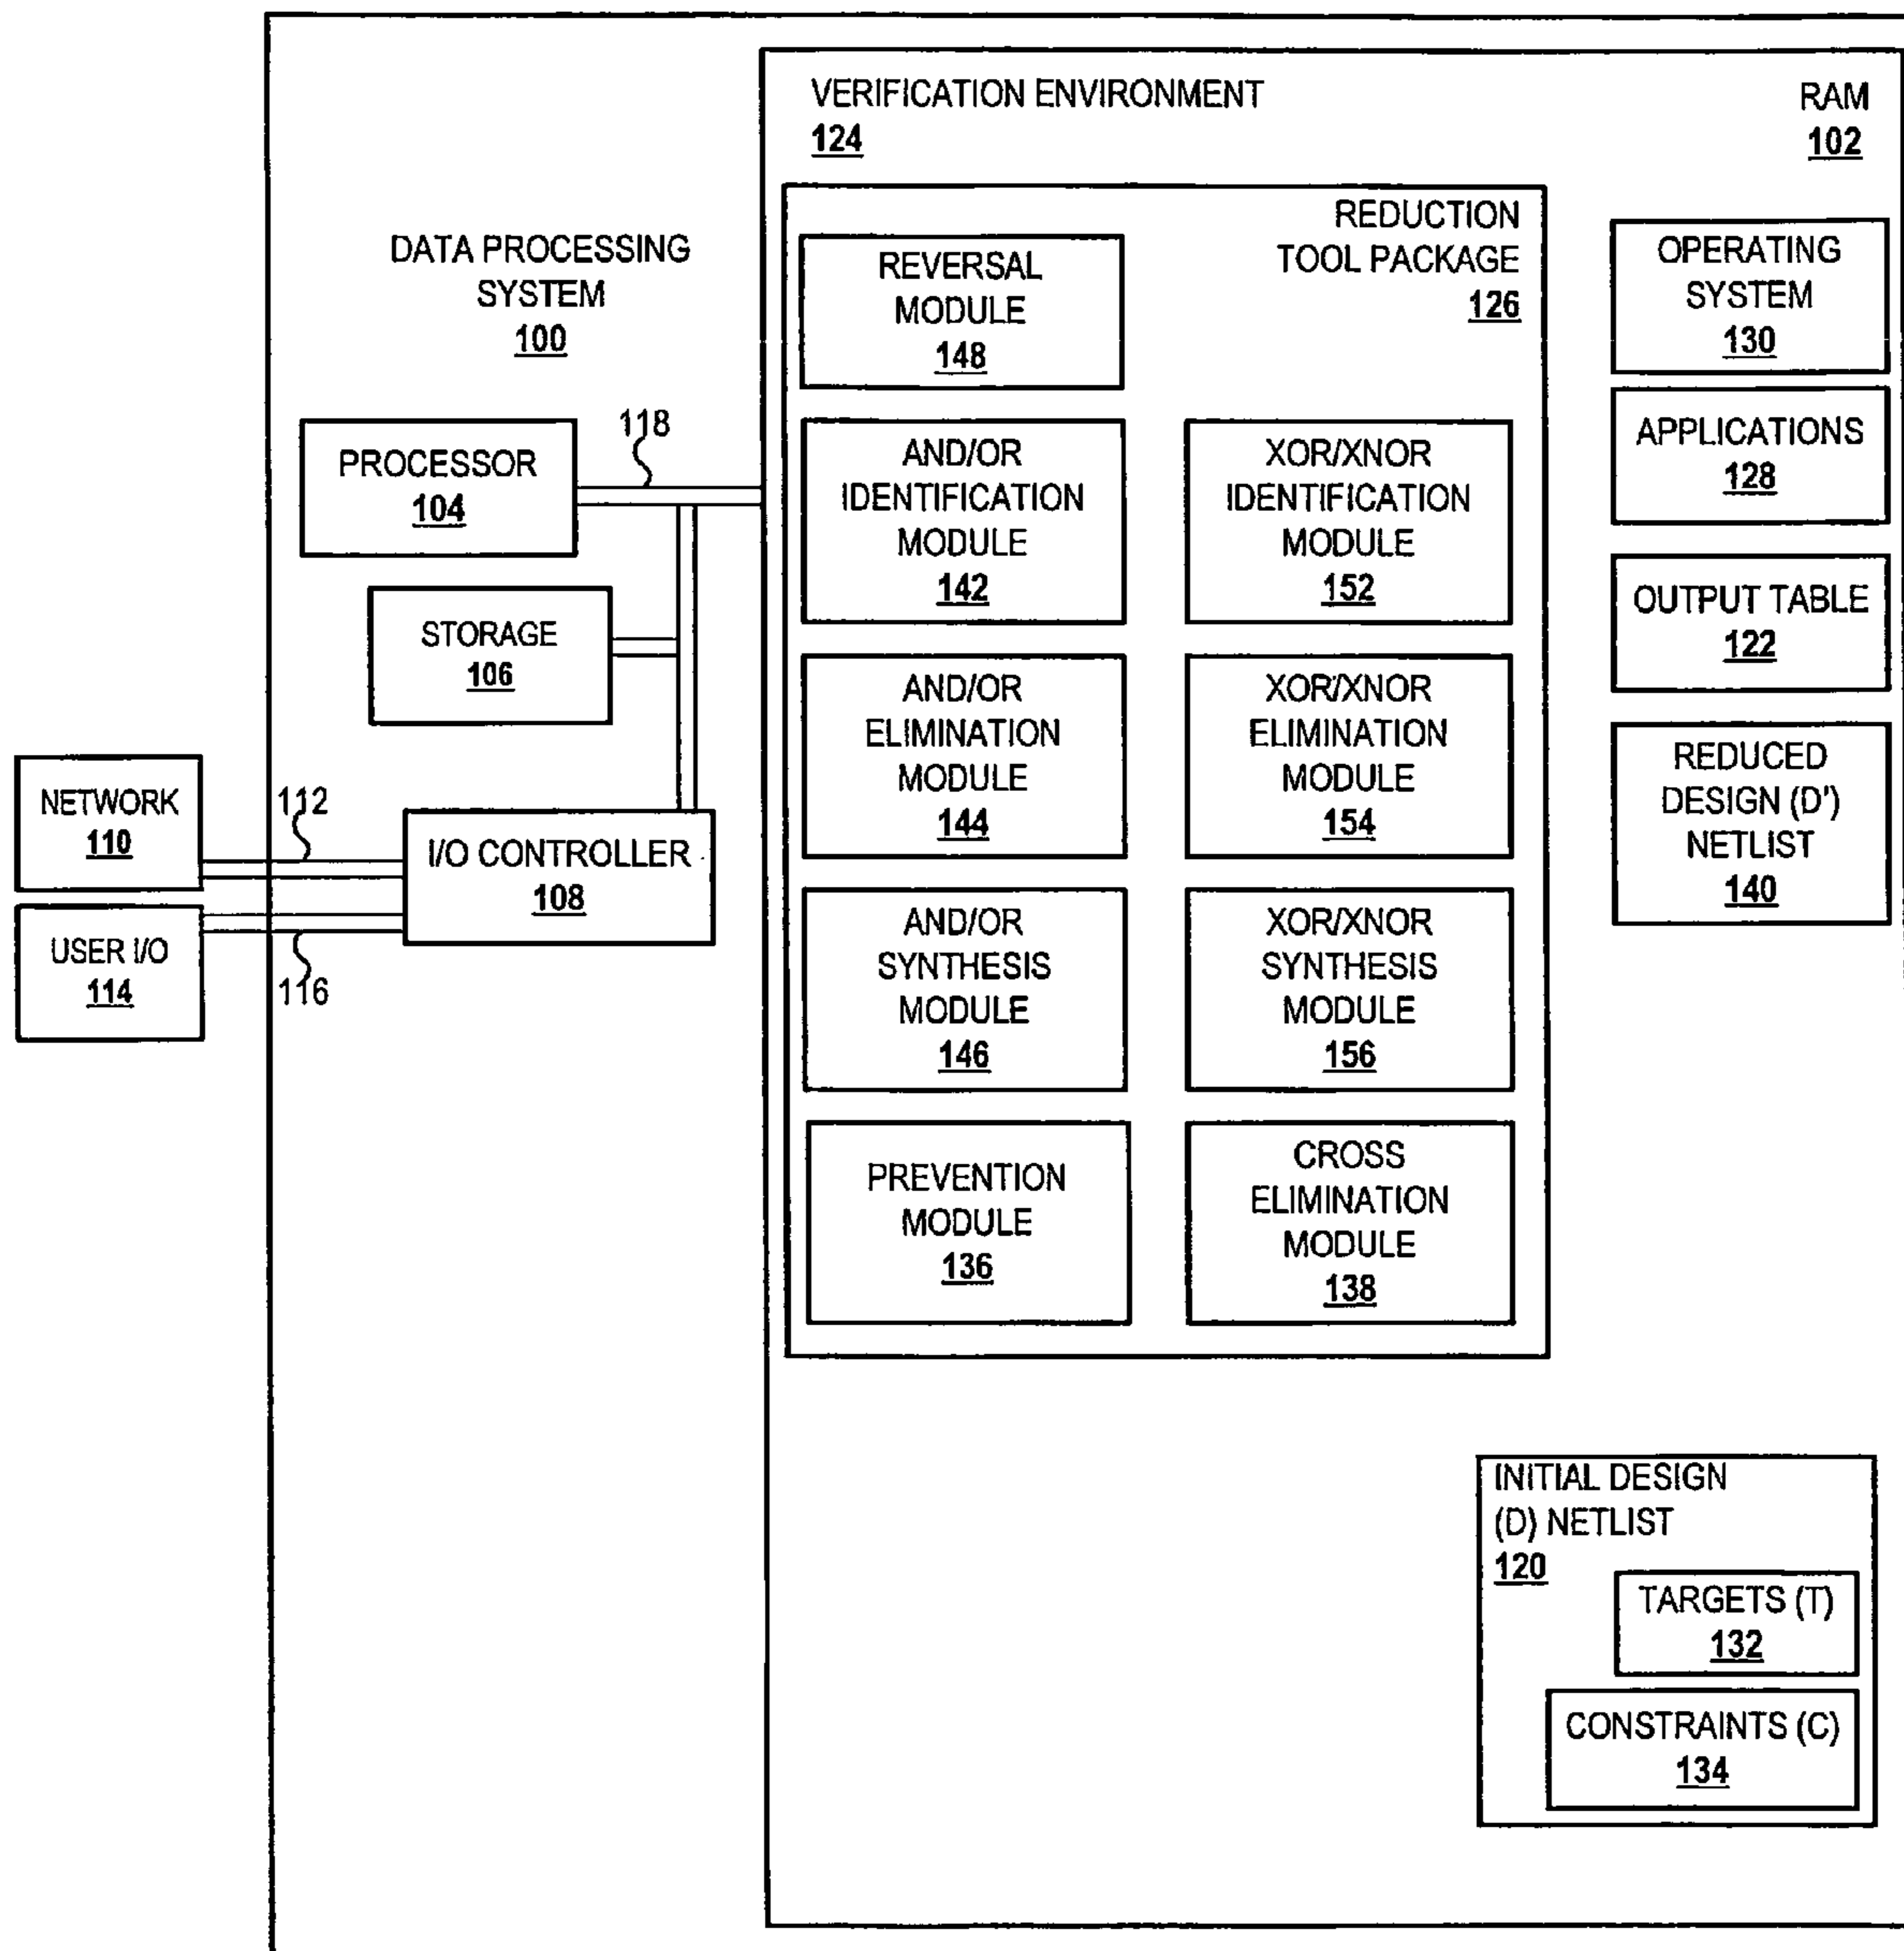 VERIFICATION ENVIRONMENT
124
RAM
102
DATA PROCESSING
SYSTEM
100
REDUCTION
TOOL PACKAGE
126
REVERSAL
MODULE
148
OPERATING
SYSTEM
130
PROCESSOR
104
118
AND/OR
IDENTIFICATION
MODULE
142
XOR/XNOR
IDENTIFICATION
MODULE
152
APPLICATIONS
128
STORAGE
106
OUTPUT TABLE
122
AND/OR
ELIMINATION
MODULE
144
XOR/XNOR
ELIMINATION
MODULE
154
REDUCED
DESIGN (D')
NETLIST
140
NETWORK
110
112
I/O CONTROLLER
108
USER I/O
114
116
AND/OR
SYNTHESIS
MODULE
146
XOR/XNOR
SYNTHESIS
MODULE
156
PREVENTION
MODULE
136
CROSS
ELIMINATION
MODULE
138
INITIAL DESIGN
(D) NETLIST
120
TARGETS (T)
132
CONSTRAINTS (C)
134